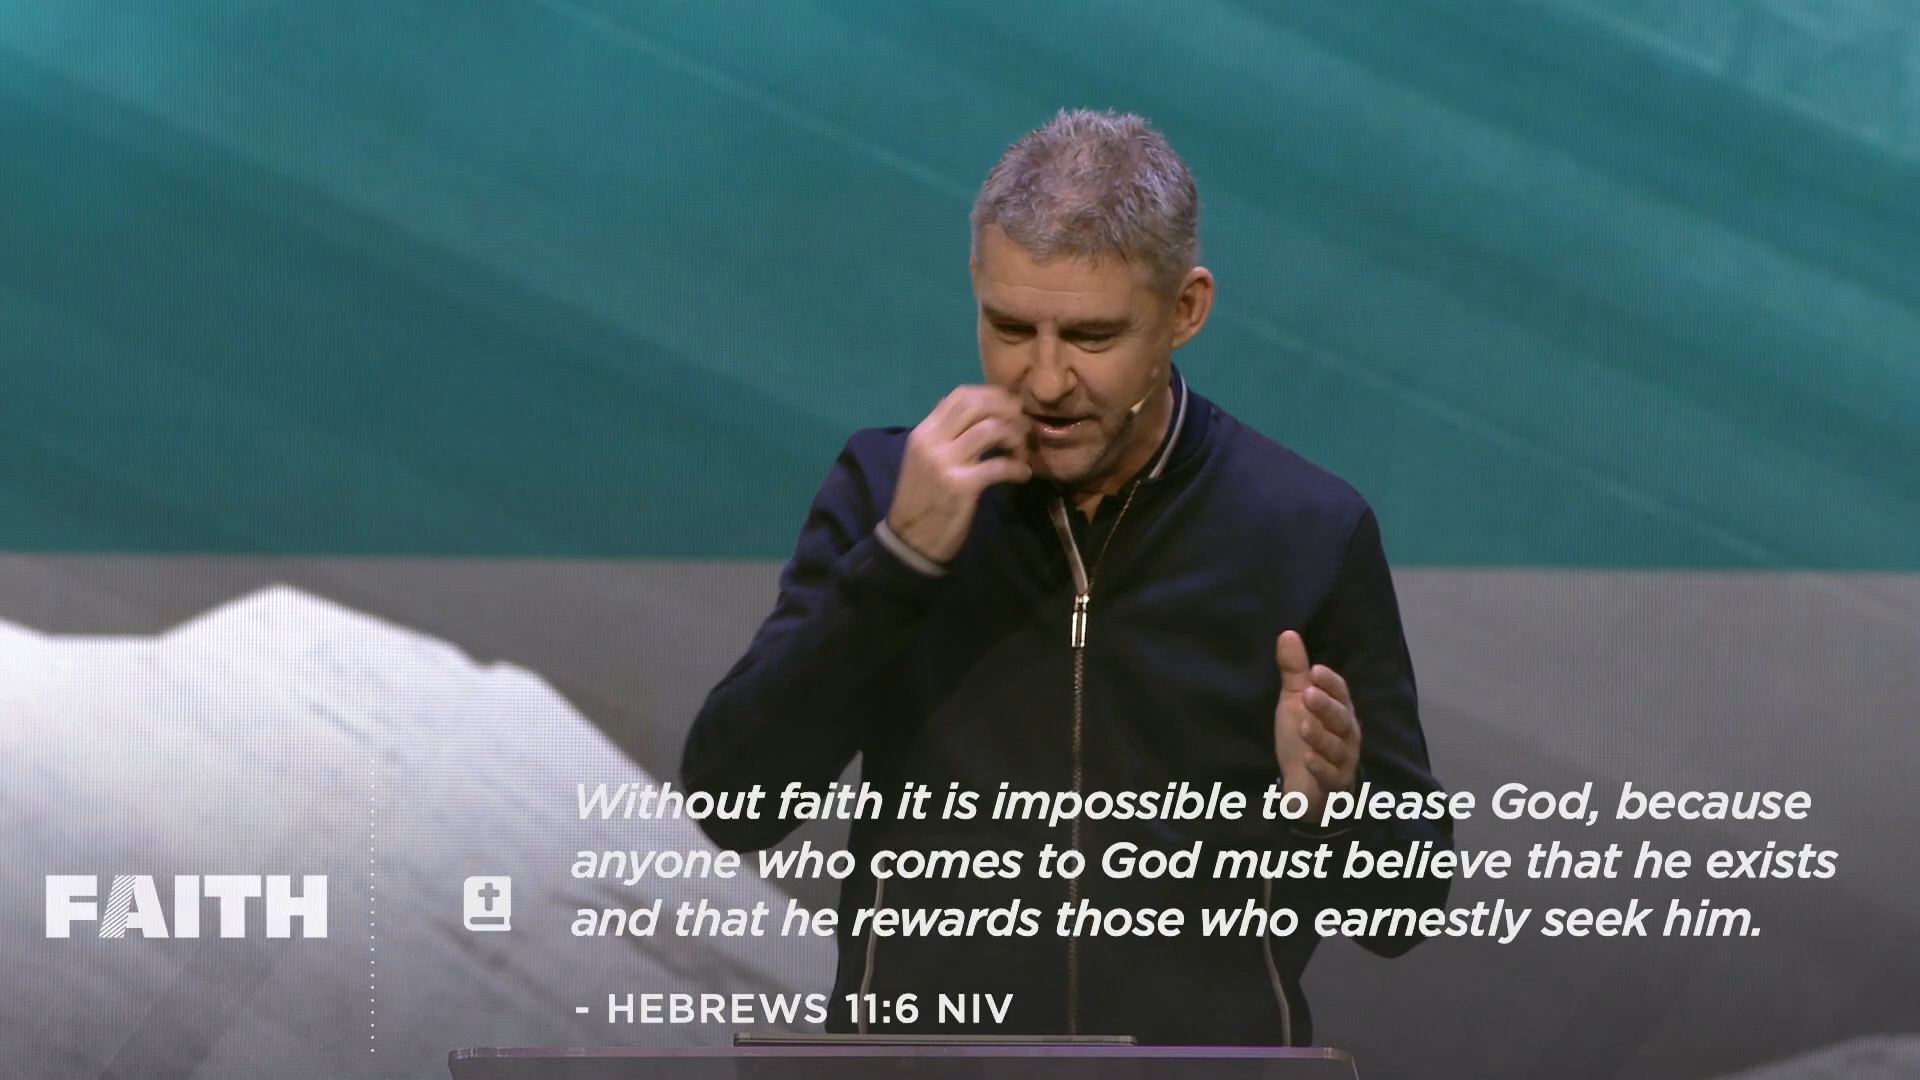 Without faith it is impossible to please God, because
anyone who comes to God must believe that he exists
and that he rewards those who earnestly seek him.
- HEBREWS 11:6 NIV
FAITH